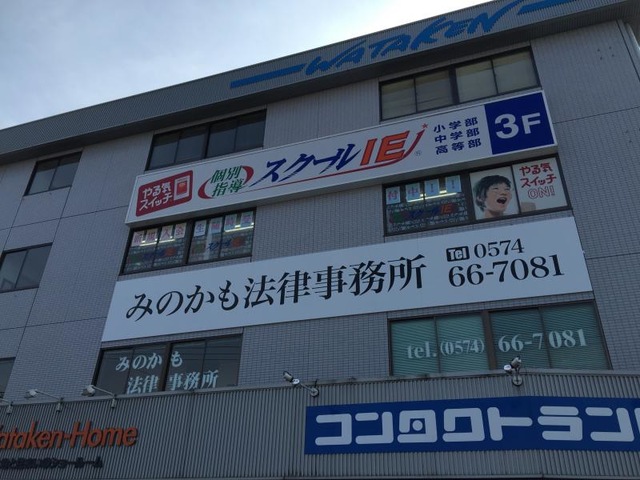 WATAKEN
やる気
スイッチ
個別
指導
スクールIE
小学部
中学部
高等部
3F
やる気
スイッチ
ON!
みのかも法律事務所
Tel 0574
66-7081
みのかも
法律事務所
tel.(0574) 66-7081
Wataken-Home
コンタクトラン